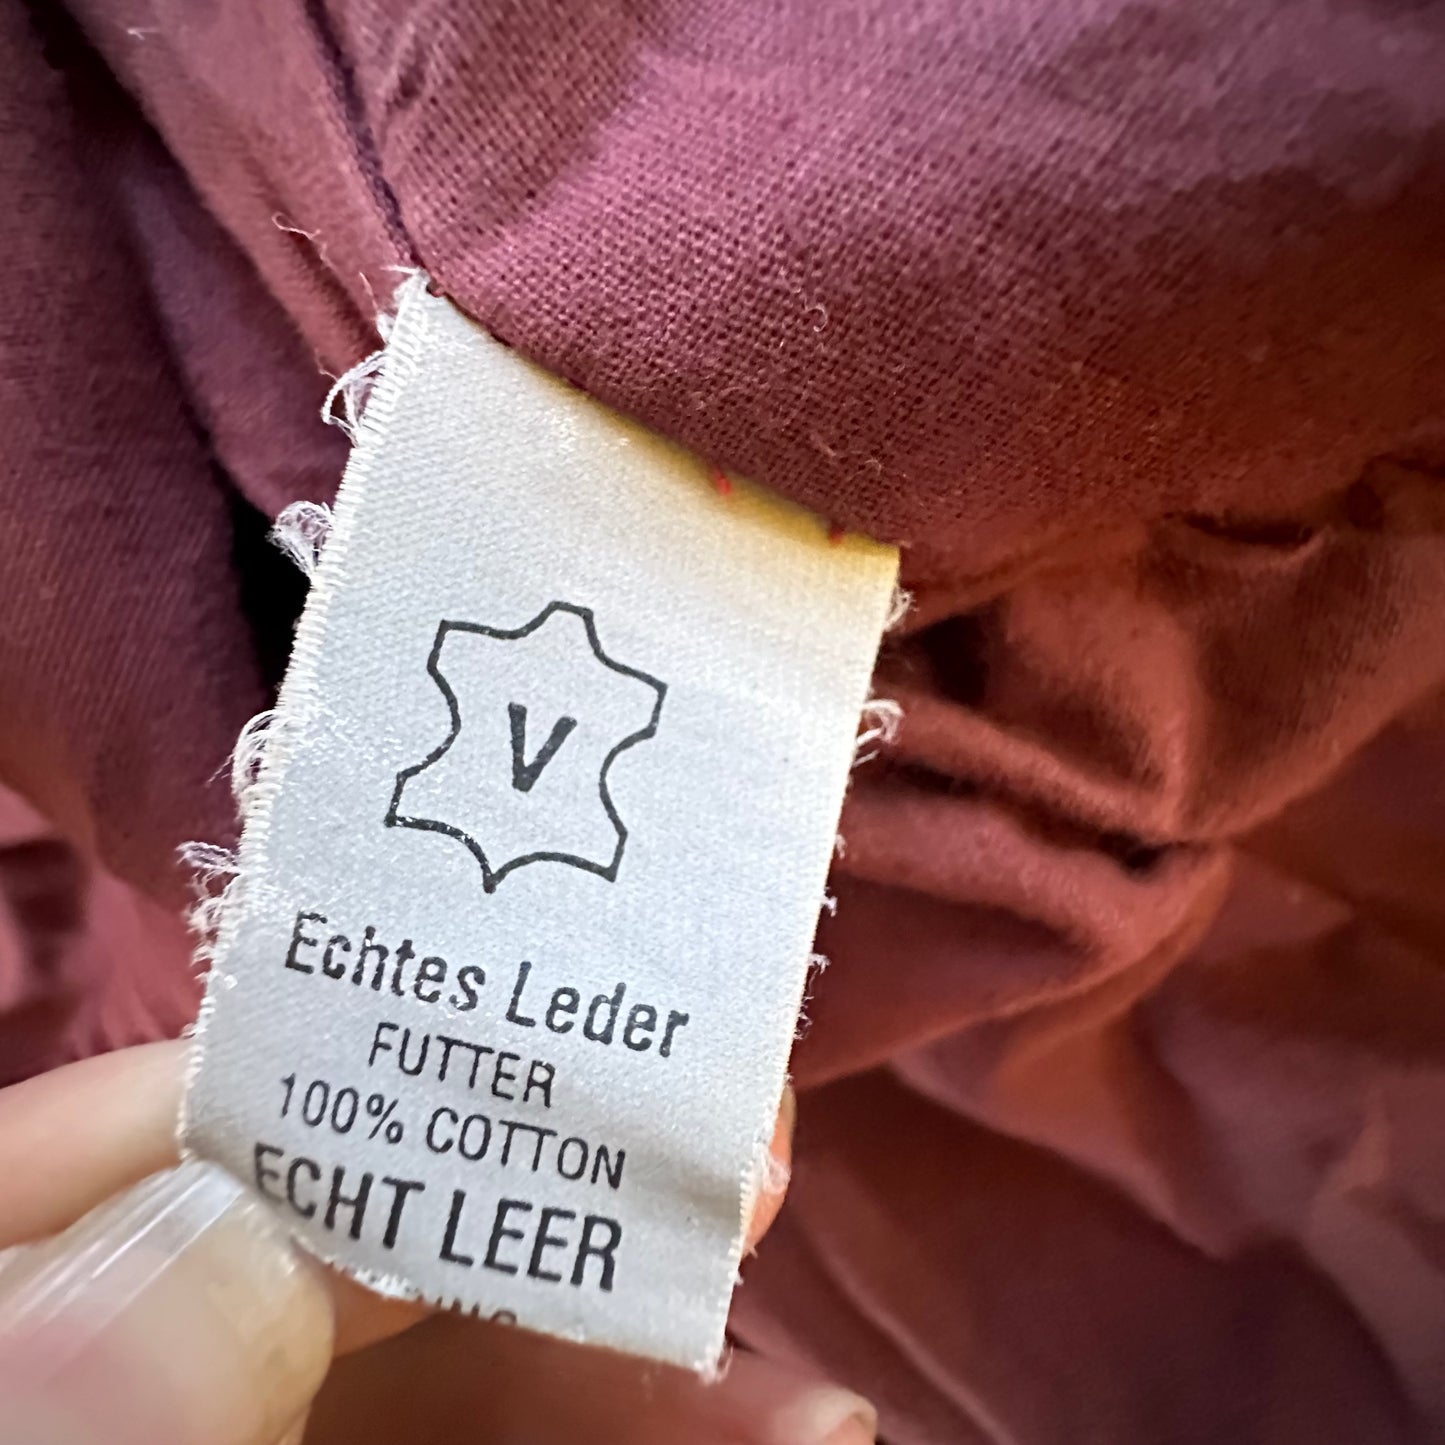 V
Echtes Leder
FUTTER
100% COTTON
ECHT LEER